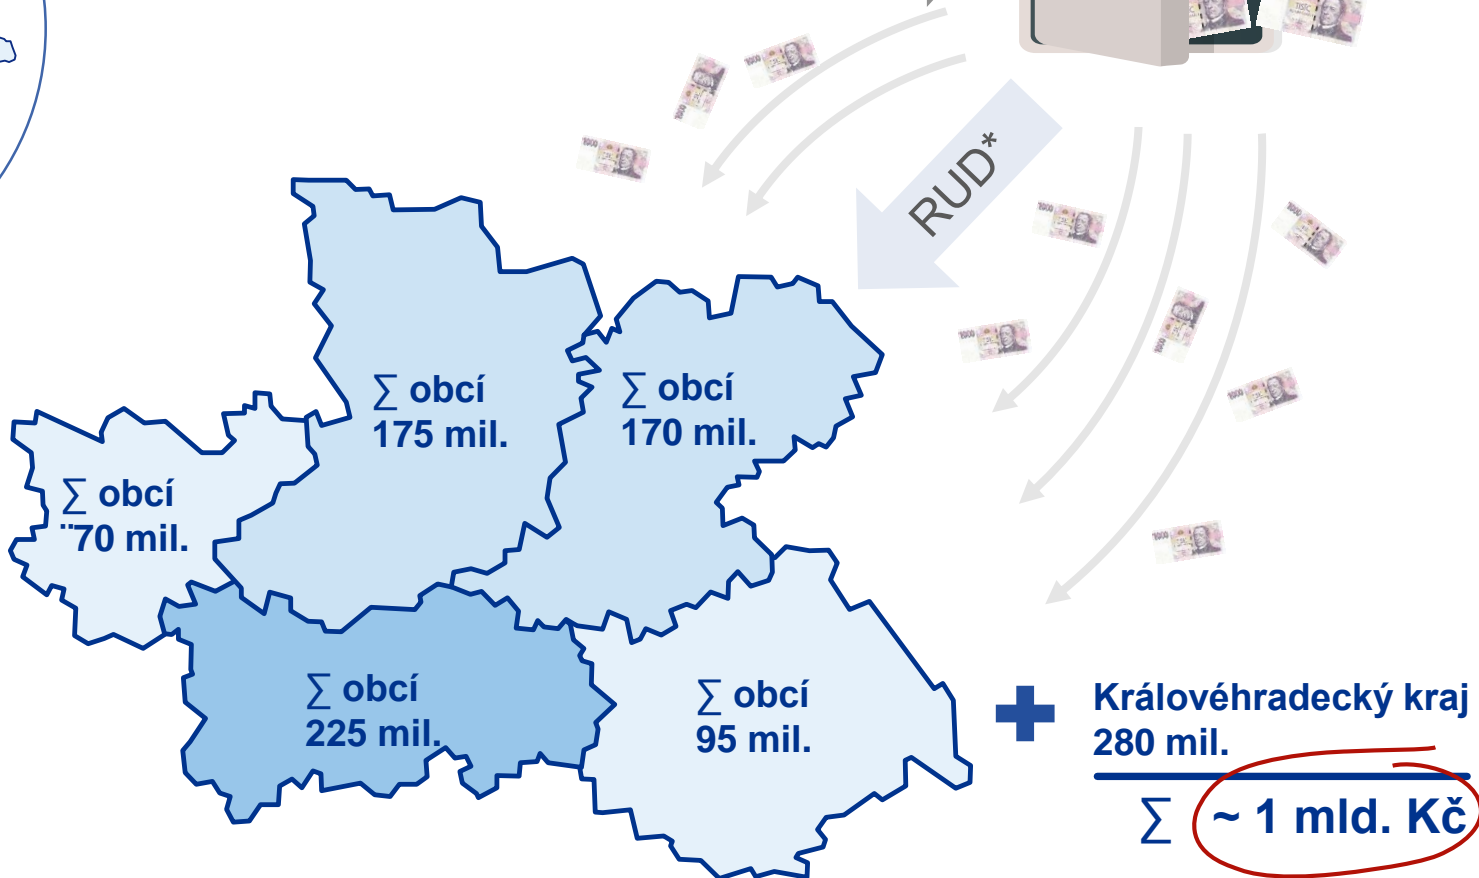 RUD*
∑ obcí
175 mil.
∑ obcí
170 mil.
∑ obcí
¨70 mil.
∑ obcí
225 mil.
∑ obcí
95 mil.
Královéhradecký kraj
280 mil.
∑ ~ 1 mld. Kč